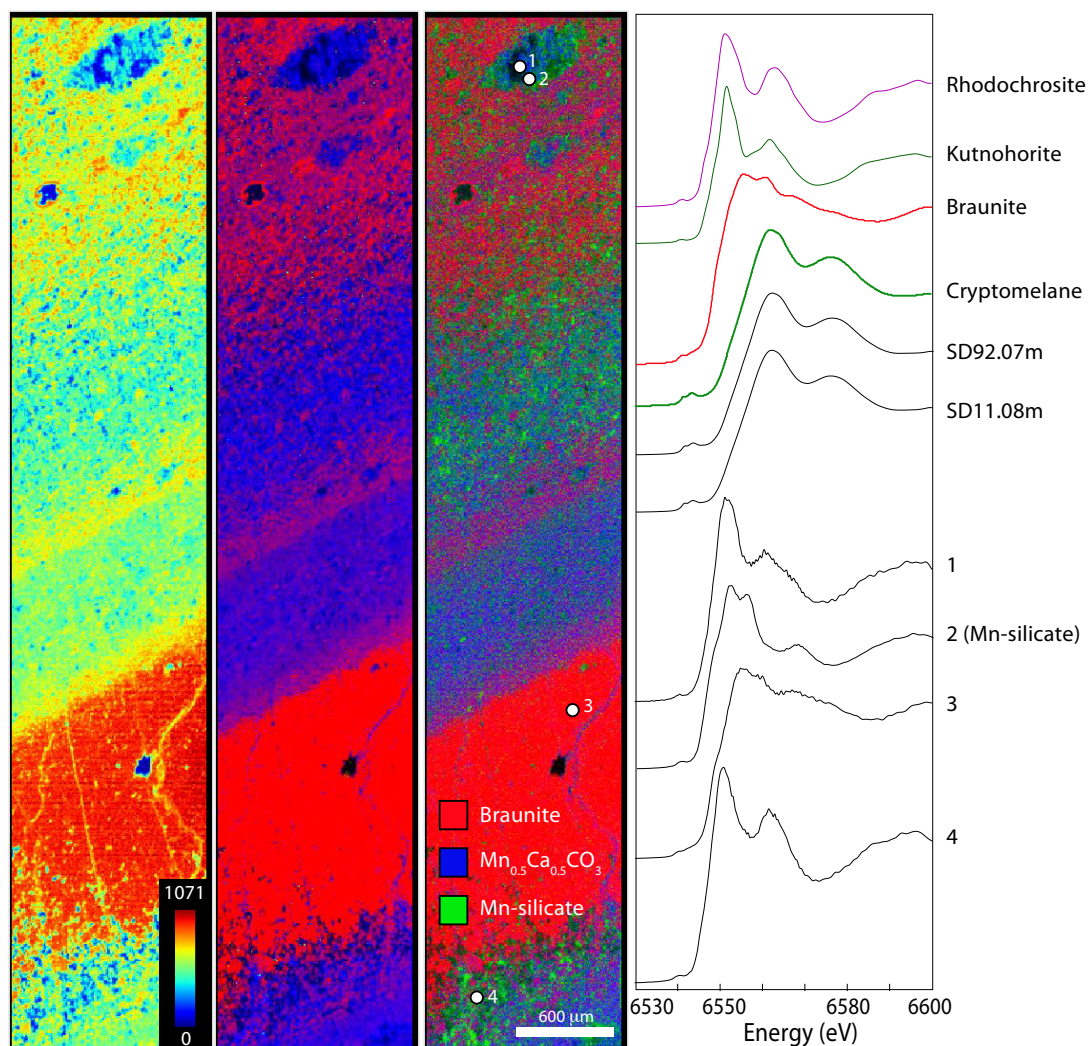 1
2
3
4
1071
0
Braunite
Mn0.5Ca0.5CO3
Mn-silicate
600 µm
Rhodochrosite
Kutnohorite
Braunite
Cryptomelane
SD92.07m
SD11.08m
1
2 (Mn-silicate)
3
4
6530 6550 6580 6600
Energy (eV)